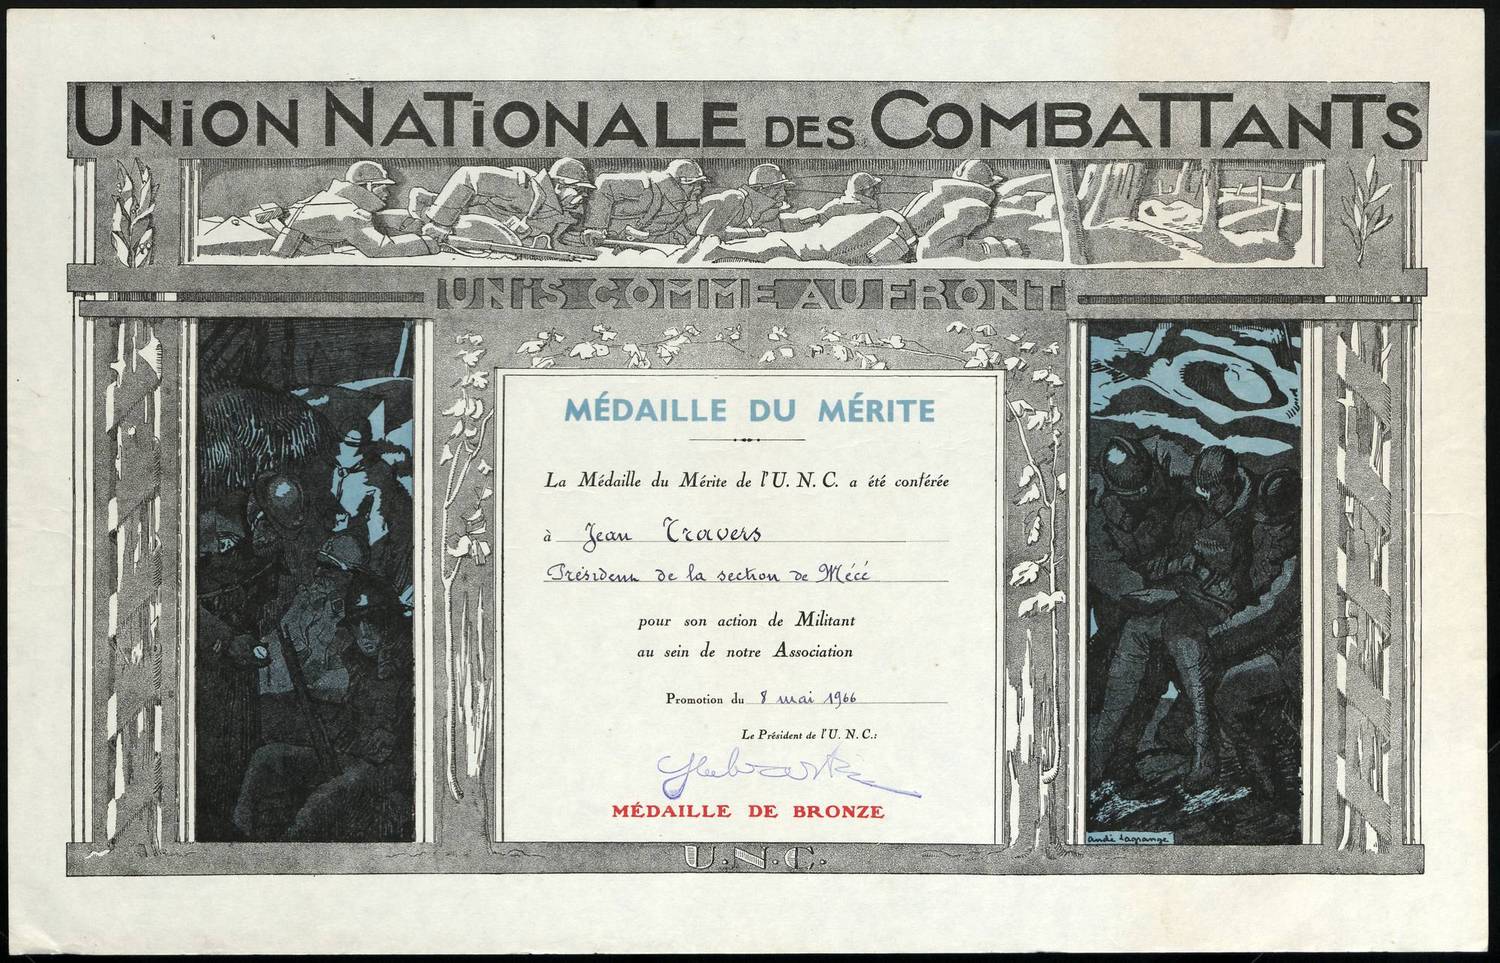 UNiON NATiONALE DES COMBATTANTS
UNiS COMME AU FRONT
MÉDAILLE DU MÉRITE
La Médaille du Mérite de l'U. N. C. a été conférée
à Jean Travers
Président de la section de Mécé
pour son action de Militant
au sein de notre Association
Promotion du 8 mai 1966
Le Président de l'U. N. C.:
MÉDAILLE DE BRONZE
andré Lagrange
U.N.C.